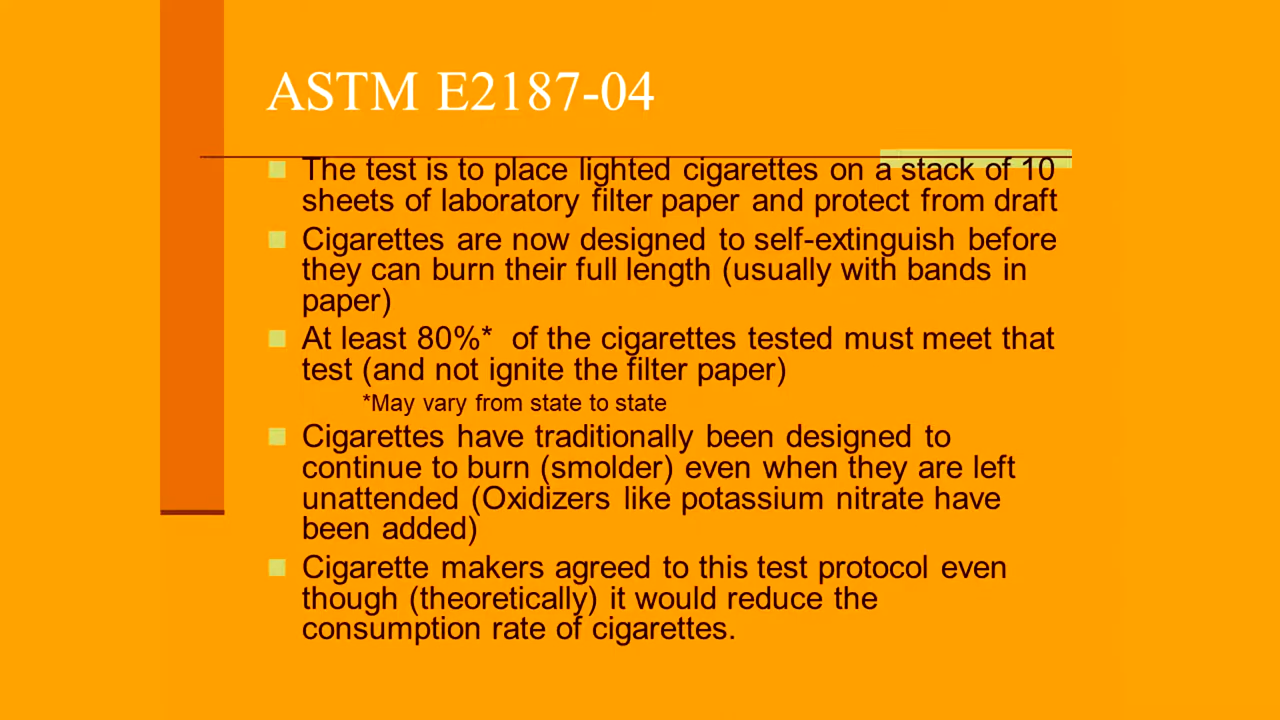 ASTM E2187-04
The test is to place lighted cigarettes on a stack of 10
sheets of laboratory filter paper and protect from draft
Cigarettes are now designed to self-extinguish before
they can burn their full length (usually with bands in
paper)
At least 80%* of the cigarettes tested must meet that
test (and not ignite the filter paper)
*May vary from state to state
Cigarettes have traditionally been designed to
continue to burn (smolder) even when they are left
unattended (Oxidizers like potassium nitrate have
been added)
Cigarette makers agreed to this test protocol even
though (theoretically) it would reduce the
consumption rate of cigarettes.